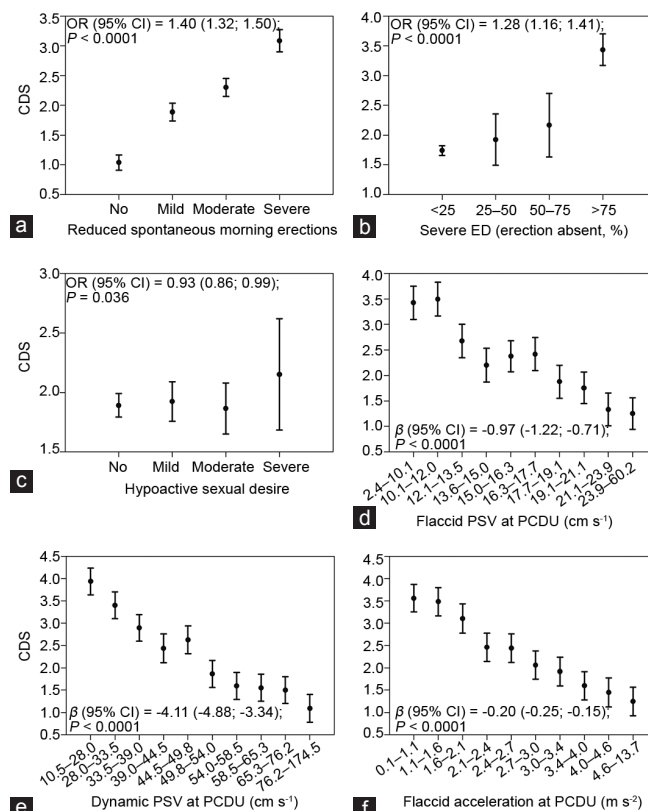 OR (95% CI) = 1.40 (1.32; 1.50);
P < 0.0001
3.5
3.0
2.5
2.0
1.5
1.0
0.5
CDS
No Mild Moderate Severe
Reduced spontaneous morning erections
a
OR (95% CI) = 1.28 (1.16; 1.41);
P < 0.0001
4.0
3.5
3.0
2.5
2.0
1.5
1.0
<25 25–50 50–75 >75
Severe ED (erection absent, %)
b
OR (95% CI) = 0.93 (0.86; 0.99);
P = 0.036
3.0
2.5
2.0
1.5
CDS
No Mild Moderate Severe
Hypoactive sexual desire
c
4.0
3.5
3.0
2.5
2.0
1.5
1.0
0.5
β (95% CI) = -0.97 (-1.22; -0.71);
P < 0.0001
2.4–10.1
10.1–12.0
12.1–13.5
13.6–15.0
15.0–16.3
16.3–17.7
17.7–19.1
19.1–21.1
21.1–23.9
23.9–60.2
Flaccid PSV at PCDU (cm s-1)
d
4.5
4.0
3.5
3.0
2.5
2.0
1.5
1.0
0.5
CDS
β (95% CI) = -4.11 (-4.88; -3.34);
P < 0.0001
10.5–28.0
28.0–33.5
33.5–39.0
39.0–44.5
44.5–49.8
49.8–54.0
54.0–58.5
58.5–65.3
65.3–76.2
76.2–174.5
Dynamic PSV at PCDU (cm s-1)
e
4.5
4.0
3.5
3.0
2.5
2.0
1.5
1.0
0.5
β (95% CI) = -0.20 (-0.25; -0.15);
P < 0.0001
0.1–1.1
1.1–1.6
1.6–2.1
2.1–2.4
2.4–2.7
2.7–3.0
3.0–3.4
3.4–4.0
4.0–4.6
4.6–13.7
Flaccid acceleration at PCDU (m s-2)
f